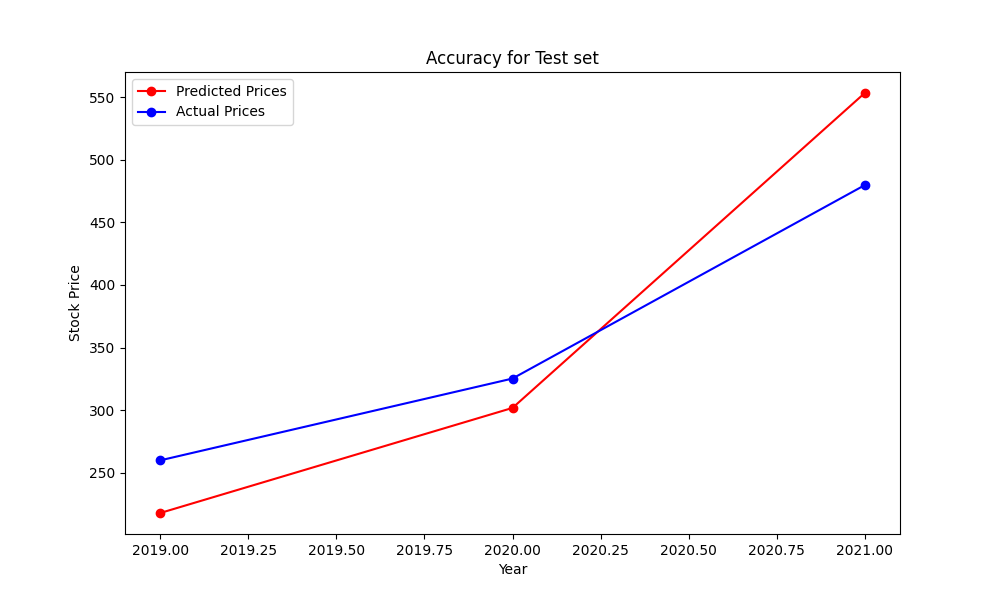 Accuracy for Test set
Predicted Prices
Actual Prices
550
500
450
400
350
300
250
Stock Price
2019.00 2019.25 2019.50 2019.75 2020.00 2020.25 2020.50 2020.75 2021.00
Year